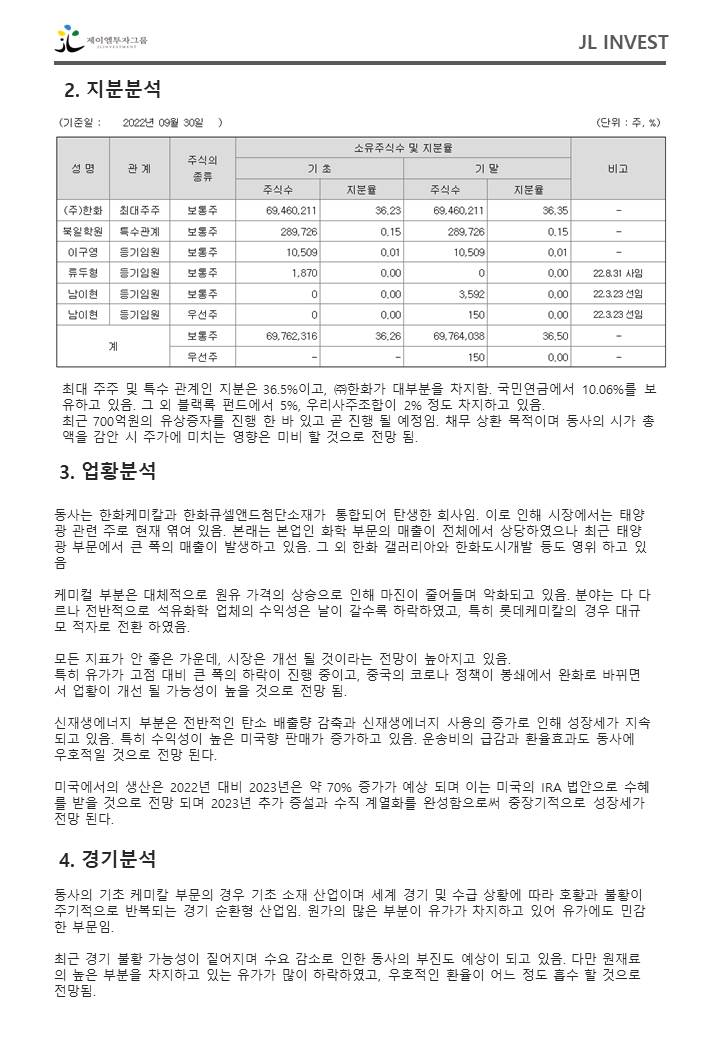 제이엘투자그룹
JLINVESTMENT
JL INVEST
2. 지분분석
(기준일 : 2022년 09월 30일 ) (단위 : 주, %)
성 명 관 계 주식의 종류 소유주식수 및 지분율 비고
기 초 기 말
주식수 지분율 주식수 지분율
(주)한화 최대주주 보통주 69,460,211 36.23 69,460,211 36.35 -
북일학원 특수관계 보통주 289,726 0.15 289,726 0.15 -
이구영 등기임원 보통주 10,509 0.01 10,509 0.01 -
류두형 등기임원 보통주 1,870 0.00 0 0.00 22.8.31 사임
남이현 등기임원 보통주 0 0.00 3,592 0.00 22.3.23 선임
남이현 등기임원 우선주 0 0.00 150 0.00 22.3.23 선임
계 보통주 69,762,316 36.26 69,764,038 36.50 -
우선주 - - 150 0.00 -
최대 주주 및 특수 관계인 지분은 36.5%이고, ㈜한화가 대부분을 차지함. 국민연금에서 10.06%를 보
유하고 있음. 그 외 블랙록 펀드에서 5%, 우리사주조합이 2% 정도 차지하고 있음.
최근 700억원의 유상증자를 진행 한 바 있고 곧 진행 될 예정임. 채무 상환 목적이며 동사의 시가 총
액을 감안 시 주가에 미치는 영향은 미비 할 것으로 전망 됨.
3. 업황분석
동사는 한화케미칼과 한화큐셀앤드첨단소재가 통합되어 탄생한 회사임. 이로 인해 시장에서는 태양
광 관련 주로 현재 엮여 있음. 본래는 본업인 화학 부문의 매출이 전체에서 상당하였으나 최근 태양
광 부문에서 큰 폭의 매출이 발생하고 있음. 그 외 한화 갤러리아와 한화도시개발 등도 영위 하고 있
음
케미컬 부분은 대체적으로 원유 가격의 상승으로 인해 마진이 줄어들며 악화되고 있음. 분야는 다 다
르나 전반적으로 석유화학 업체의 수익성은 날이 갈수록 하락하였고, 특히 롯데케미칼의 경우 대규
모 적자로 전환 하였음.
모든 지표가 안 좋은 가운데, 시장은 개선 될 것이라는 전망이 높아지고 있음.
특히 유가가 고점 대비 큰 폭의 하락이 진행 중이고, 중국의 코로나 정책이 봉쇄에서 완화로 바뀌면
서 업황이 개선 될 가능성이 높을 것으로 전망 됨.
신재생에너지 부분은 전반적인 탄소 배출량 감축과 신재생에너지 사용의 증가로 인해 성장세가 지속
되고 있음. 특히 수익성이 높은 미국향 판매가 증가하고 있음. 운송비의 급감과 환율효과도 동사에
우호적일 것으로 전망 된다.
미국에서의 생산은 2022년 대비 2023년은 약 70% 증가가 예상 되며 이는 미국의 IRA 법안으로 수혜
를 받을 것으로 전망 되며 2023년 추가 증설과 수직 계열화를 완성함으로써 중장기적으로 성장세가
전망 된다.
4. 경기분석
동사의 기초 케미칼 부문의 경우 기초 소재 산업이며 세계 경기 및 수급 상황에 따라 호황과 불황이
주기적으로 반복되는 경기 순환형 산업임. 원가의 많은 부분이 유가가 차지하고 있어 유가에도 민감
한 부문임.
최근 경기 불황 가능성이 짙어지며 수요 감소로 인한 동사의 부진도 예상이 되고 있음. 다만 원재료
의 높은 부분을 차지하고 있는 유가가 많이 하락하였고, 우호적인 환율이 어느 정도 흡수 할 것으로
전망됨.